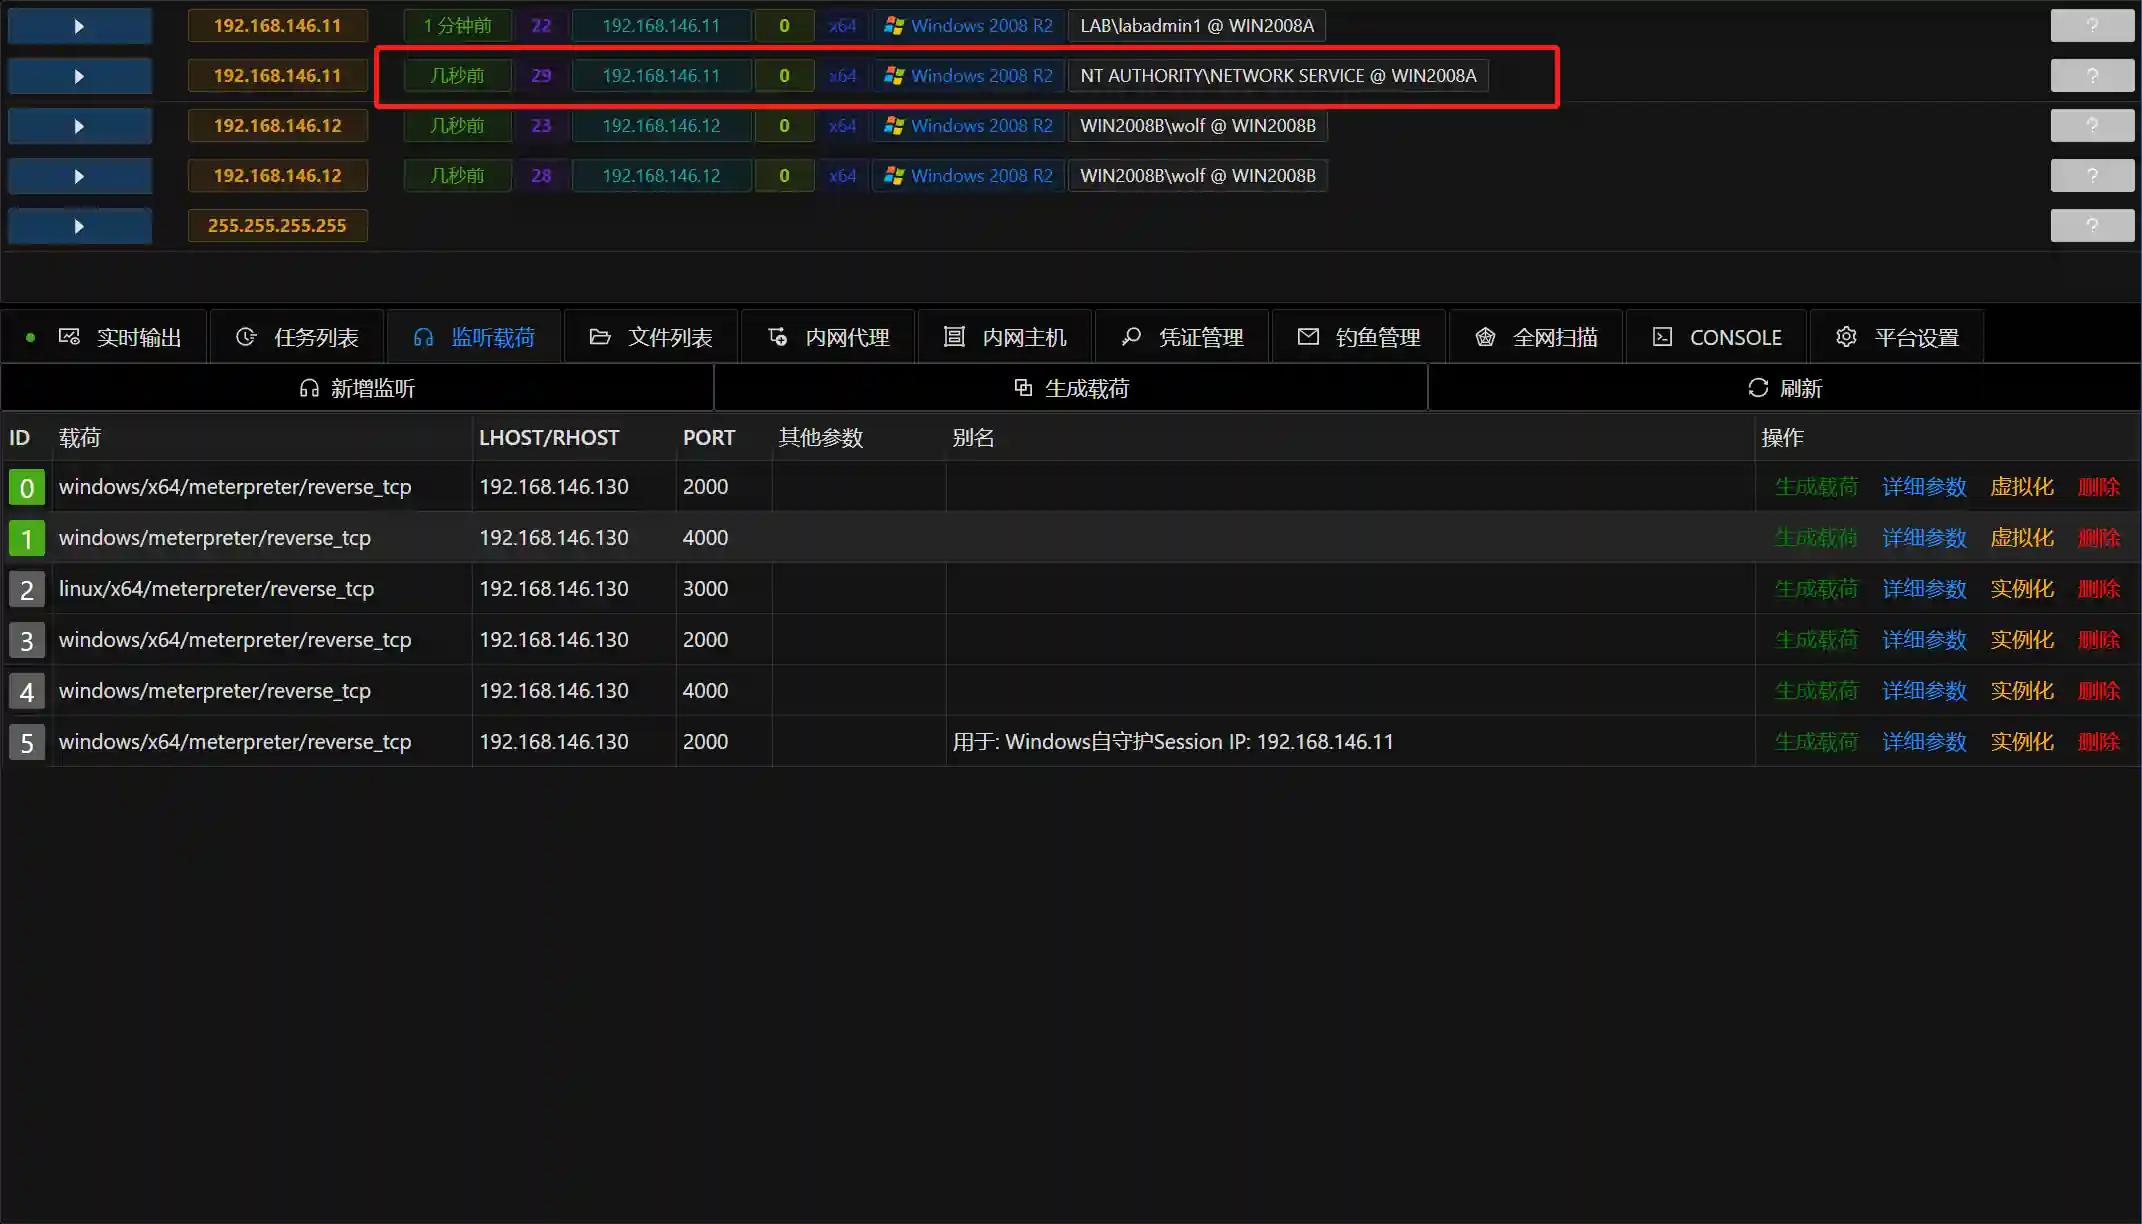 192.168.146.11 1 分钟前 22 192.168.146.11 0 x64 Windows 2008 R2 LAB\labadmin1 @ WIN2008A ?
192.168.146.11 几秒前 29 192.168.146.11 0 x64 Windows 2008 R2 NT AUTHORITY\NETWORK SERVICE @ WIN2008A ?
192.168.146.12 几秒前 23 192.168.146.12 0 x64 Windows 2008 R2 WIN2008B\wolf @ WIN2008B ?
192.168.146.12 几秒前 28 192.168.146.12 0 x64 Windows 2008 R2 WIN2008B\wolf @ WIN2008B ?
255.255.255.255 ?
实时输出 任务列表 监听载荷 文件列表 内网代理 内网主机 凭证管理 钓鱼管理 全网扫描 CONSOLE 平台设置
新增监听 生成载荷 刷新
ID 载荷 LHOST/RHOST PORT 其他参数 别名 操作
0 windows/x64/meterpreter/reverse_tcp 192.168.146.130 2000 生成载荷 详细参数 虚拟化 删除
1 windows/meterpreter/reverse_tcp 192.168.146.130 4000 生成载荷 详细参数 虚拟化 删除
2 linux/x64/meterpreter/reverse_tcp 192.168.146.130 3000 生成载荷 详细参数 实例化 删除
3 windows/x64/meterpreter/reverse_tcp 192.168.146.130 2000 生成载荷 详细参数 实例化 删除
4 windows/meterpreter/reverse_tcp 192.168.146.130 4000 生成载荷 详细参数 实例化 删除
5 windows/x64/meterpreter/reverse_tcp 192.168.146.130 2000 用于: Windows自守护Session IP: 192.168.146.11 生成载荷 详细参数 实例化 删除